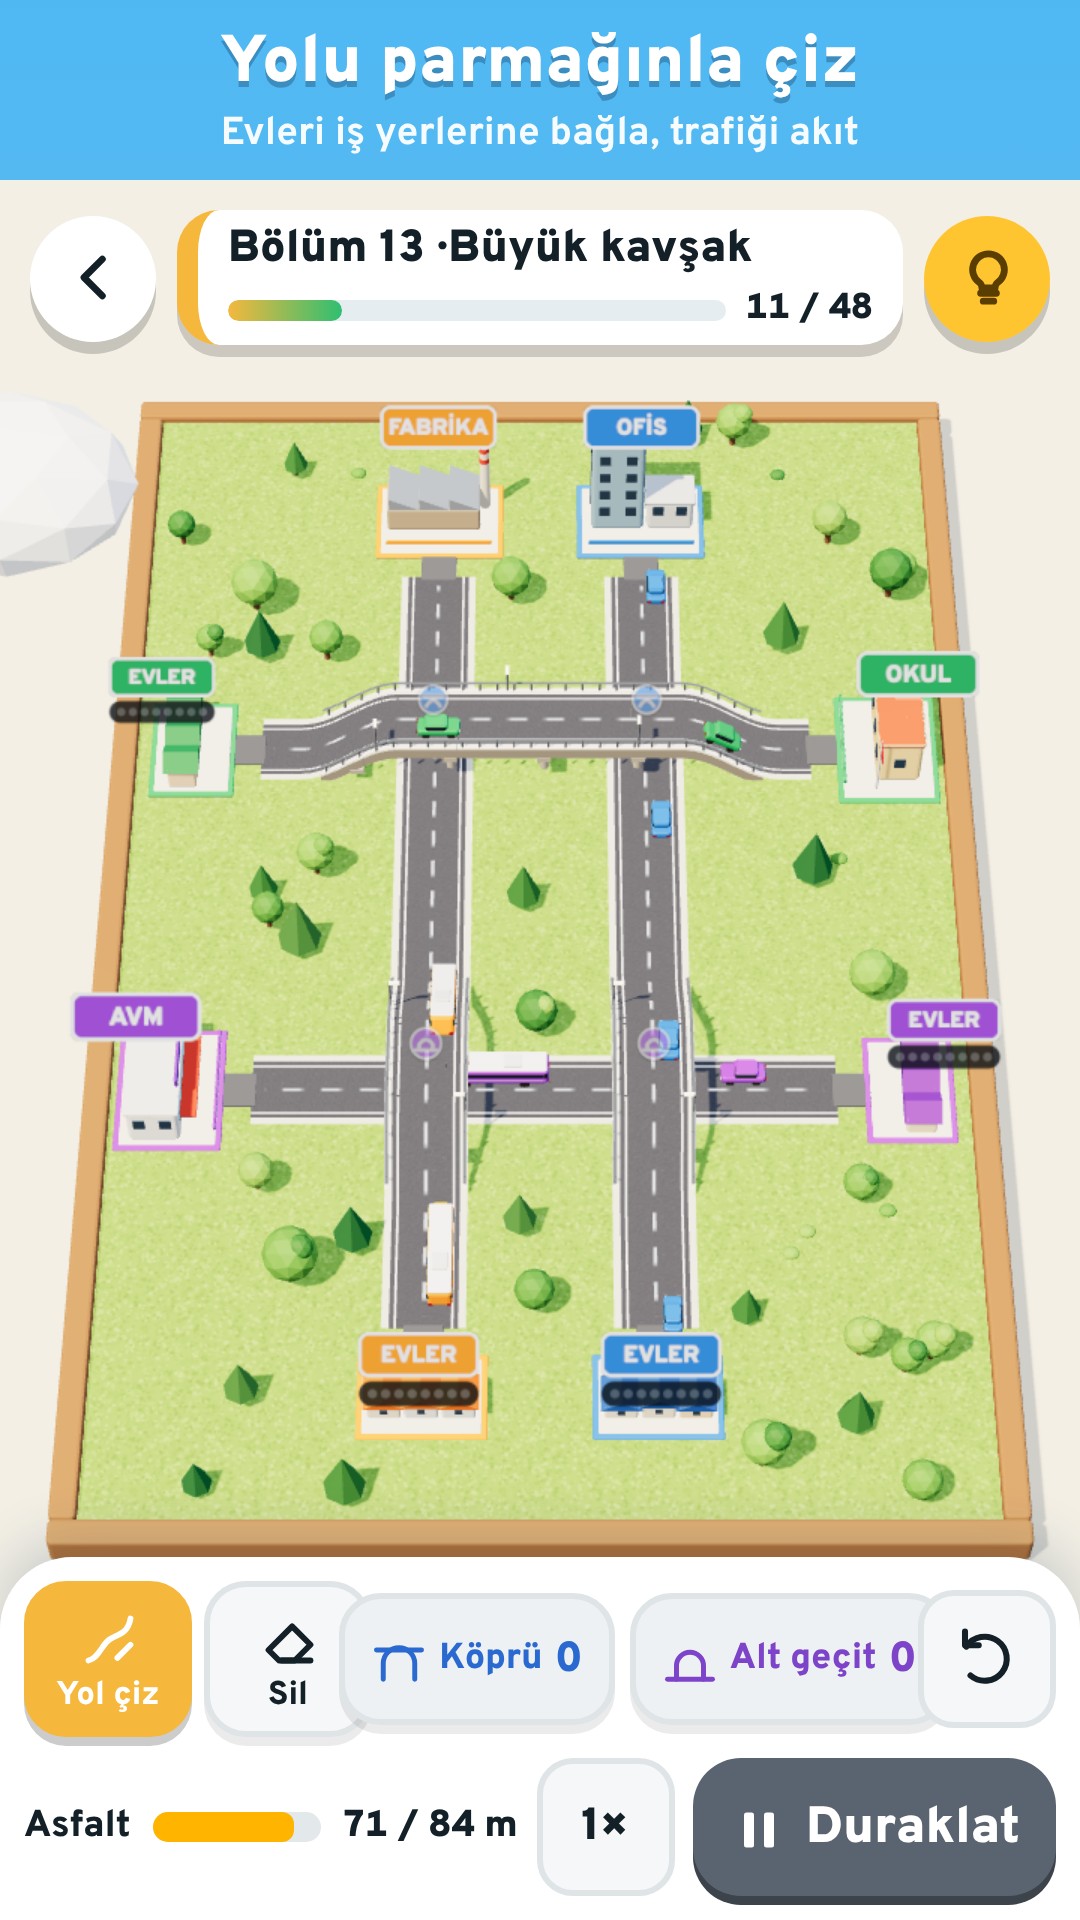 Yolu parmağınla çiz
Evleri iş yerlerine bağla, trafiği akıt
Bölüm 13 ·Büyük kavşak
11 / 48
FABRİKA
OFİS
EVLER
OKUL
AVM
EVLER
EVLER
EVLER
Yol çiz
Sil
Köprü 0
Alt geçit 0
Asfalt
71 / 84 m
1×
Duraklat